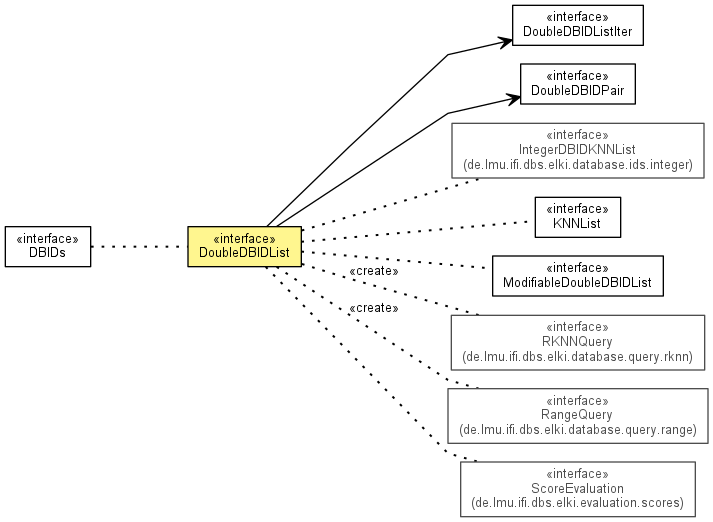 «interface»
DoubleDBIDListIter
«interface»
DoubleDBIDPair
«interface»
IntegerDBIDKNNList
(de.lmu.ifi.dbs.elki.database.ids.integer)
«interface»
KNNList
«interface»
DBIDs
«interface»
DoubleDBIDList
«interface»
ModifiableDoubleDBIDList
«create»
«interface»
RKNNQuery
(de.lmu.ifi.dbs.elki.database.query.rknn)
«create»
«interface»
RangeQuery
(de.lmu.ifi.dbs.elki.database.query.range)
«interface»
ScoreEvaluation
(de.lmu.ifi.dbs.elki.evaluation.scores)